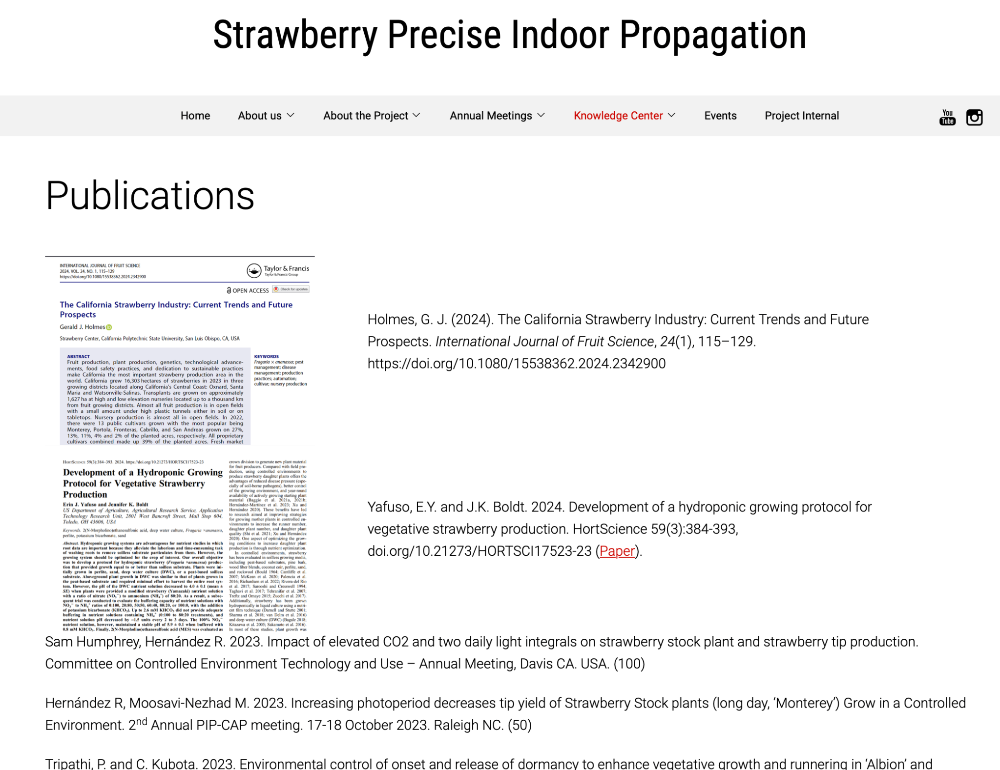 Strawberry Precise Indoor Propagation
Home
About us
About the Project
Annual Meetings
Knowledge Center
Events
Project Internal
You
Tube
Publications
INTERNATIONAL JOURNAL OF FRUIT SCIENCE
2024, VOL. 24, NO. 1, 115–129
https://doi.org/10.1080/15538362.2024.2342900
Taylor & Francis
Taylor & Francis Group
OPEN ACCESS
Check for updates
The California Strawberry Industry: Current Trends and Future
Prospects
Gerald J. Holmes
Strawberry Center, California Polytechnic State University, San Luis Obispo, CA, USA
ABSTRACT
Fruit production, plant production, genetics, technological advance-
ments, food safety practices, and dedication to sustainable practices
make California the most important strawberry production area in the
world. California grew 16,303 hectares of strawberries in 2023 in three
growing districts located along California's Central Coast: Oxnard, Santa
Maria and Watsonville-Salinas. Transplants are grown on approximately
1,627 ha at high and low elevation nurseries located up to a thousand km
from fruit growing districts. Almost all fruit production is in open fields
with a small amount under high plastic tunnels either in soil or on
tabletops. Nursery production is almost all in open fields. In 2022,
there were 13 public cultivars grown with the most popular being
Monterey, Portola, Fronteras, Cabrillo, and San Andreas grown on 27%,
13%, 11%, 4% and 2% of the planted acres, respectively. All proprietary
cultivars combined made up 39% of the planted acres. Fresh market
KEYWORDS
Fragaria × ananassa; pest
management; disease
management; production
practices; automation;
cultivar; nursery production
Holmes, G. J. (2024). The California Strawberry Industry: Current Trends and Future
Prospects. International Journal of Fruit Science, 24(1), 115–129.
https://doi.org/10.1080/15538362.2024.2342900
HORTSCIENCE 59(3):384–393. 2024. https://doi.org/10.21273/HORTSCI17523-23
Development of a Hydroponic Growing
Protocol for Vegetative Strawberry
Production
Erin J. Yafuso and Jennifer K. Boldt
US Department of Agriculture, Agricultural Research Service, Application
Technology Research Unit, 2801 West Bancroft Street, Mail Stop 604,
Toledo, OH 43606, USA
Keywords. 2(N-Morpholino)ethanesulfonic acid, deep water culture, Fragaria ×ananassa,
perlite, potassium bicarbonate, sand
Abstract. Hydroponic growing systems are advantageous for nutrient studies in which
root data are important because they alleviate the laborious and time-consuming task
of washing roots to remove soilless substrate particulates from them. However, the
growing system should be optimized for the crop of interest. Our overall objective
was to develop a protocol for hydroponic strawberry (Fragaria ×ananassa) produc-
tion that provided growth equal to or better than soilless substrate. Plants were ini-
tially grown in perlite, sand, deep water culture (DWC), or a peat-based soilless
substrate. Aboveground plant growth in DWC was similar to that of plants grown in
the peat-based substrate and required minimal effort to harvest the entire root sys-
tem. However, the pH of the DWC nutrient solution decreased to 4.0 ± 0.1 (mean ±
SE) when plants were provided a modified strawberry (Yamazaki) nutrient solution
with a ratio of nitrate (NO₃⁻) to ammonium (NH₄⁺) of 80:20. As a result, a subse-
quent trial was conducted to evaluate the buffering capacity of nutrient solutions with
NO₃⁻ to NH₄⁺ ratios of 0:100, 20:80, 50:50, 60:40, 80:20, or 100:0, with the addition
of potassium bicarbonate (KHCO₃). Up to 2.6 mM KHCO₃ did not provide adequate
buffering in nutrient solutions containing NH₄⁺ (0:100 to 80:20 treatments), and
nutrient solution pH decreased by ~1.5 units every 2 to 3 days. The 100% NO₃⁻
nutrient solution, however, maintained a stable pH of 5.9 ± 0.1 when buffered with
0.8 mM KHCO₃. Finally, 2(N-Morpholino)ethanesulfonic acid (MES) was evaluated as
crown division to generate new plant material
for fruit producers. Compared with field pro-
duction, using controlled environments to
produce strawberry daughter plants offers the
advantages of reduced disease pressure (espe-
cially of soil-borne pathogens), better control
of the growing environment, and year-round
availability of actively growing starting plant
material (Baggio et al. 2021a, 2021b;
Hernández-Martínez et al. 2023; Xu and
Hernández 2020). These benefits have led
to research aimed at improving strategies
for growing mother plants in controlled en-
vironments to increase the runner number,
daughter plant number, and daughter plant
quality (Shi et al. 2021; Xu and Hernández
2020). One aspect of optimizing the grow-
ing conditions to increase daughter plant
production is through nutrient optimization.
In controlled environments, strawberry
has been evaluated in soilless growing media,
including peat-based substrates, pine bark,
wood fiber blends, coconut coir, perlite, sand,
and rockwool (Bould 1964; Cantliffe et al.
2007; McKean et al. 2020; Palencia et al.
2016; Richardson et al. 2022; Rivera-del Rio
et al. 2017; Sarooshi and Cresswell 1994;
Taghavi et al. 2017; Tehranifar et al. 2007;
Treftz and Omaye 2015; Zucchi et al. 2017).
Additionally, strawberry has been grown
hydroponically in liquid culture using a nutri-
ent film technique (Darnell and Stutte 2001;
Sharma et al. 2018; van Delm et al. 2016)
and deep water culture (DWC) (Bagale 2018;
Kitazawa et al. 2005; Sakamoto et al. 2016).
In most of these studies, plant growth was
Yafuso, E.Y. and J.K. Boldt. 2024. Development of a hydroponic growing protocol for
vegetative strawberry production. HortScience 59(3):384-393,
doi.org/10.21273/HORTSCI17523-23 (Paper).
Sam Humphrey, Hernández R. 2023. Impact of elevated CO2 and two daily light integrals on strawberry stock plant and strawberry tip production.
Committee on Controlled Environment Technology and Use – Annual Meeting, Davis CA. USA. (100)
Hernández R, Moosavi-Nezhad M. 2023. Increasing photoperiod decreases tip yield of Strawberry Stock plants (long day, ‘Monterey’) Grow in a Controlled
Environment. 2nd Annual PIP-CAP meeting. 17-18 October 2023. Raleigh NC. (50)
Tripathi, P. and C. Kubota. 2023. Environmental control of onset and release of dormancy to enhance vegetative growth and runnering in ‘Albion’ and